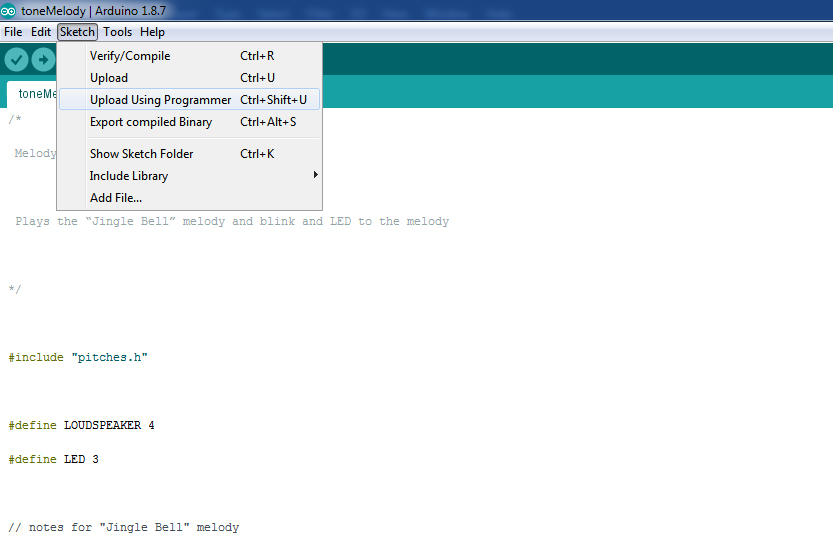 toneMelody | Arduino 1.8.7
File Edit Sketch Tools Help
Verify/Compile Ctrl+R
Upload Ctrl+U
toneMe
Upload Using Programmer Ctrl+Shift+U
/*
Export compiled Binary Ctrl+Alt+S
Melody
Show Sketch Folder Ctrl+K
Include Library
Add File...
Plays the “Jingle Bell” melody and blink and LED to the melody
*/
#include "pitches.h"
#define LOUDSPEAKER 4
#define LED 3
// notes for "Jingle Bell" melody